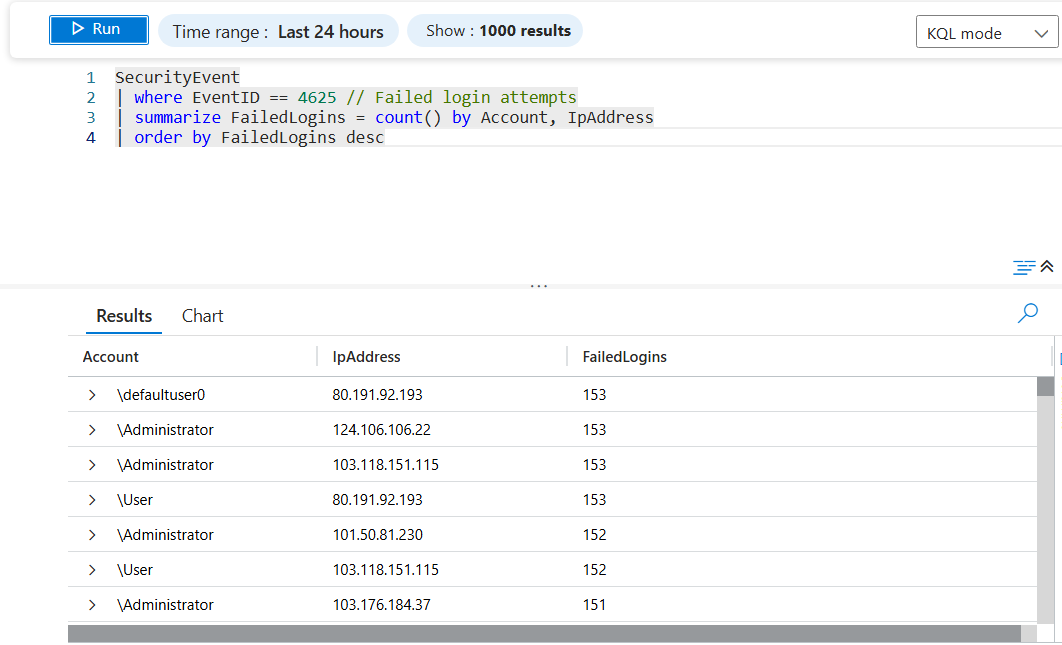 Run Time range : Last 24 hours Show : 1000 results KQL mode
1 SecurityEvent
2 | where EventID == 4625 // Failed login attempts
3 | summarize FailedLogins = count() by Account, IpAddress
4 | order by FailedLogins desc
Results Chart
Account IpAddress FailedLogins
\defaultuser0 80.191.92.193 153
\Administrator 124.106.106.22 153
\Administrator 103.118.151.115 153
\User 80.191.92.193 153
\Administrator 101.50.81.230 152
\User 103.118.151.115 152
\Administrator 103.176.184.37 151